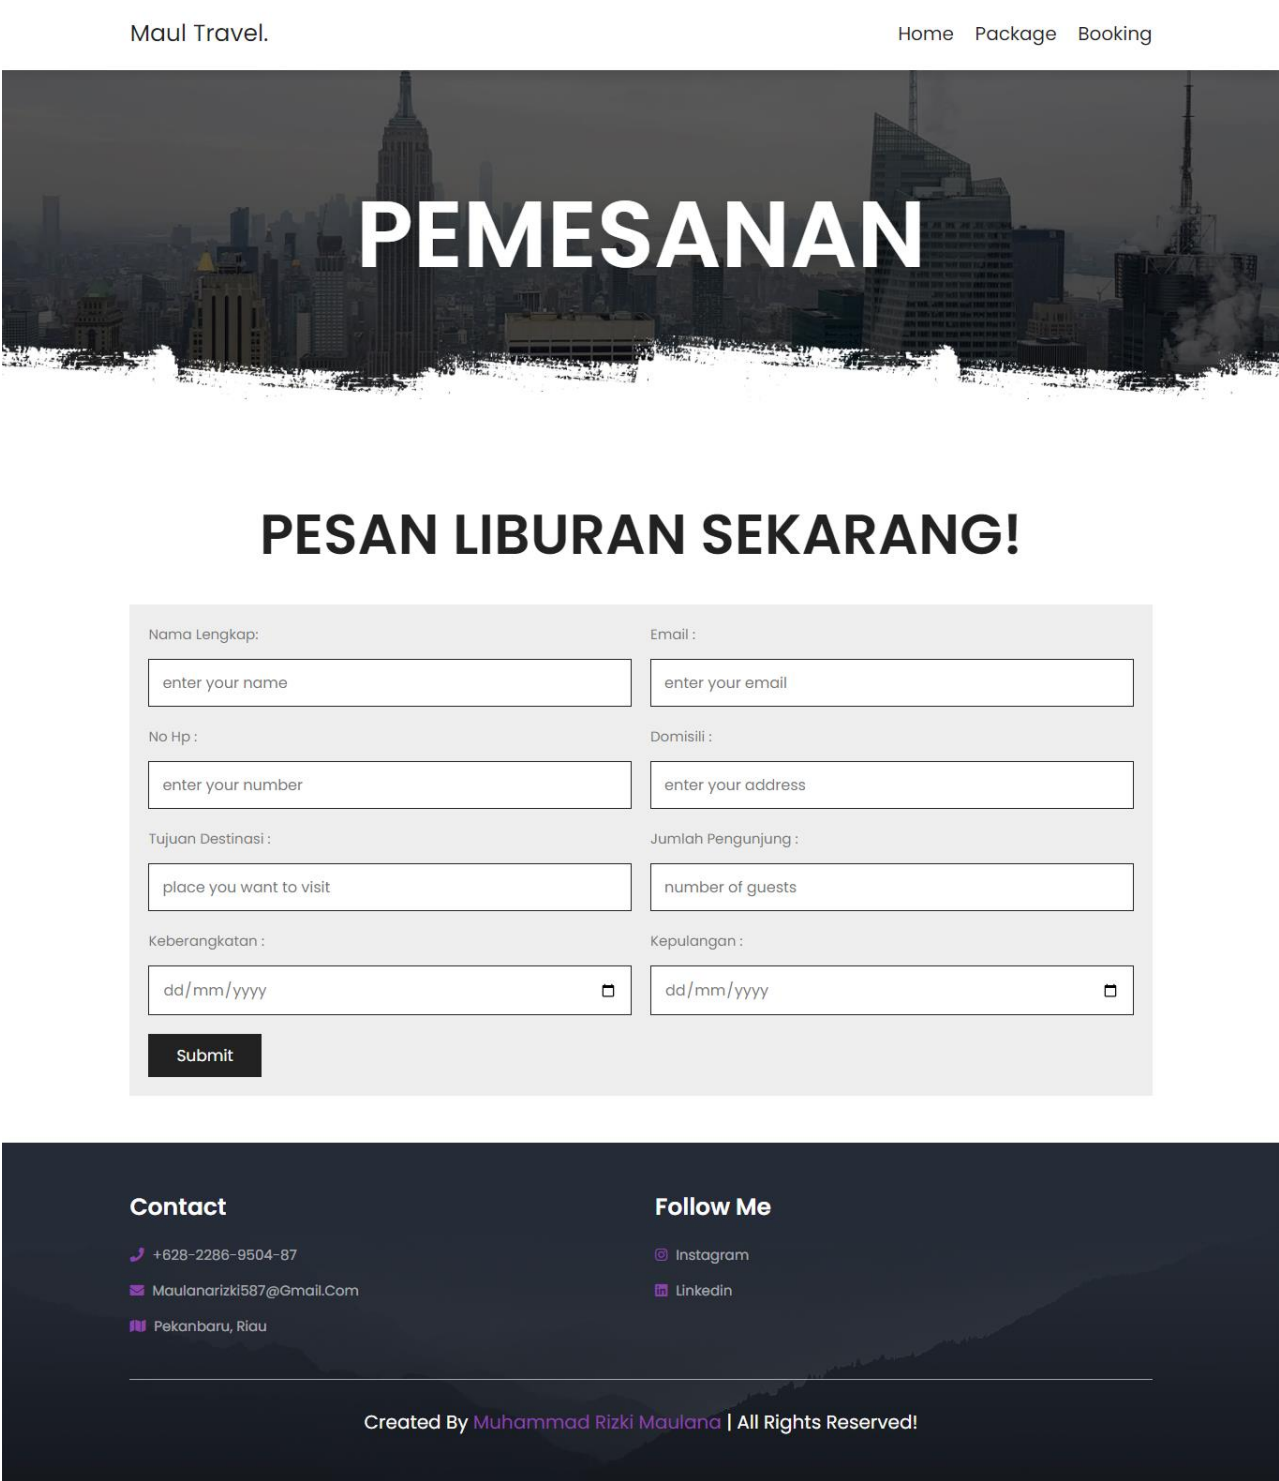 Maul Travel.
Home Package Booking
PEMESANAN
PESAN LIBURAN SEKARANG!
Nama Lengkap:
enter your name
Email :
enter your email
No Hp :
enter your number
Domisili :
enter your address
Tujuan Destinasi :
place you want to visit
Jumlah Pengunjung :
number of guests
Keberangkatan :
dd/mm/yyyy
Kepulangan :
dd/mm/yyyy
Submit
Contact
+628-2286-9504-87
Maulanarizki587@Gmail.Com
Pekanbaru, Riau
Follow Me
Instagram
Linkedin
Created By Muhammad Rizki Maulana | All Rights Reserved!